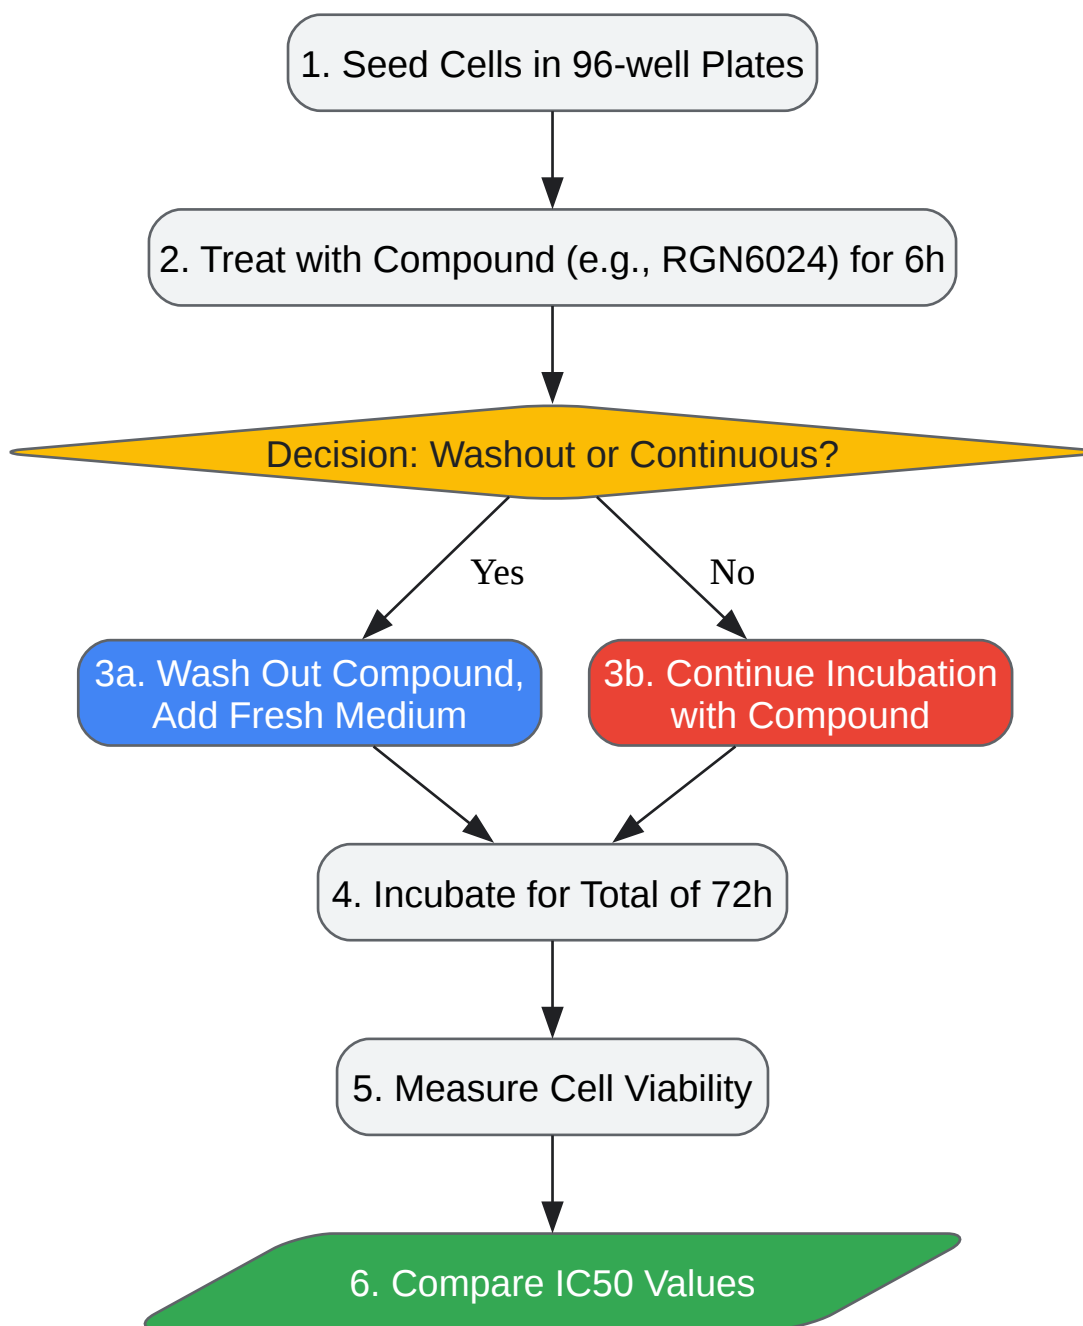 1. Seed Cells in 96-well Plates
2. Treat with Compound (e.g., RGN6024) for 6h
Decision: Washout or Continuous?
Yes
No
3a. Wash Out Compound,
Add Fresh Medium
3b. Continue Incubation
with Compound
4. Incubate for Total of 72h
5. Measure Cell Viability
6. Compare IC50 Values